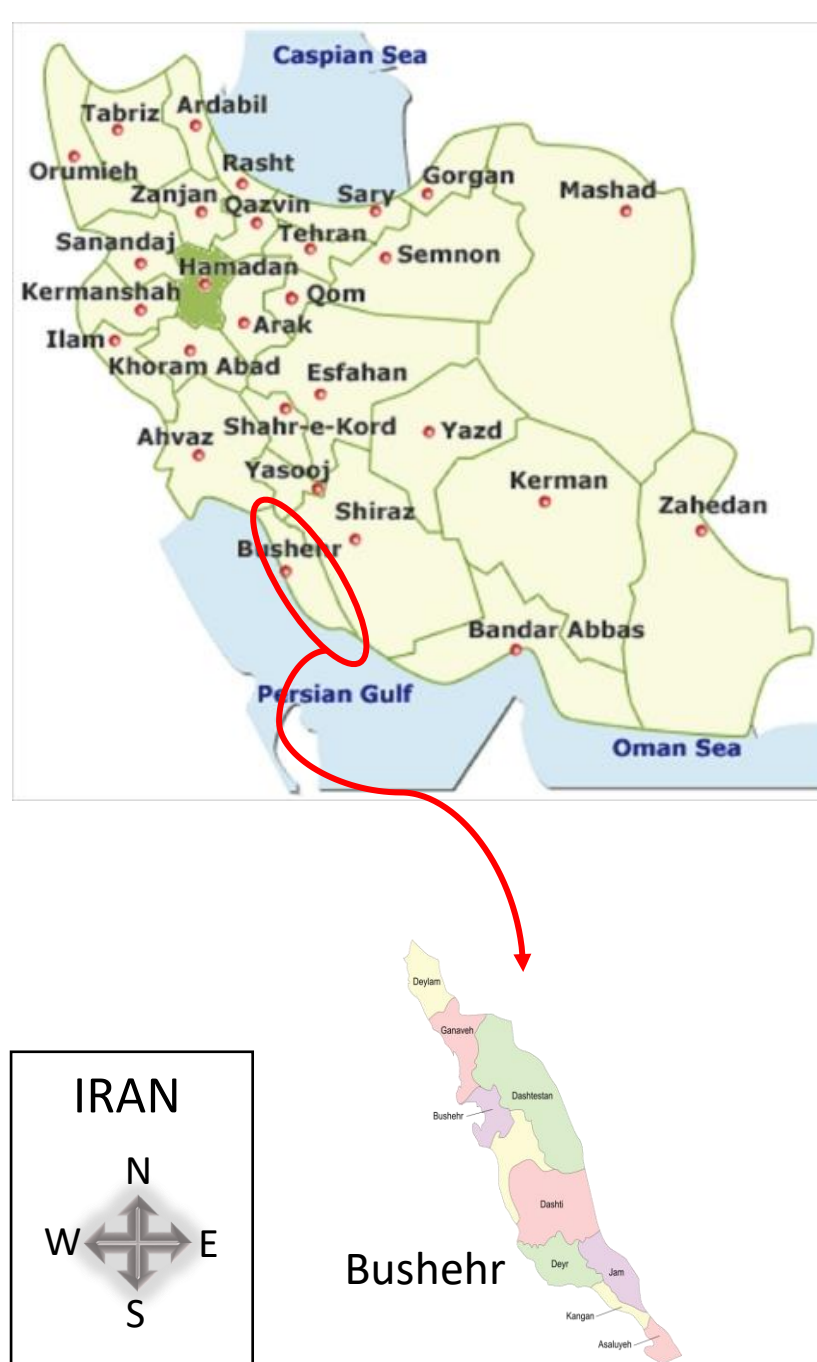 Caspian Sea
Tabriz
Ardabil
Orumieh
Rasht
Zanjan
Qazvin
Sary
Gorgan
Mashad
Tehran
Sanandaj
Semnon
Hamadan
Kermanshah
Qom
Arak
Ilam
Khoram Abad
Esfahan
Shahr-e-Kord
Yazd
Ahvaz
Yasooj
Kerman
Shiraz
Zahedan
Bushehr
Bandar Abbas
Persian Gulf
Oman Sea
Deylam
Ganaveh
Dashtestan
Bushehr
Dashti
Deyr
Jam
Kangan
Asaluyeh
Bushehr
IRAN
N
W
E
S